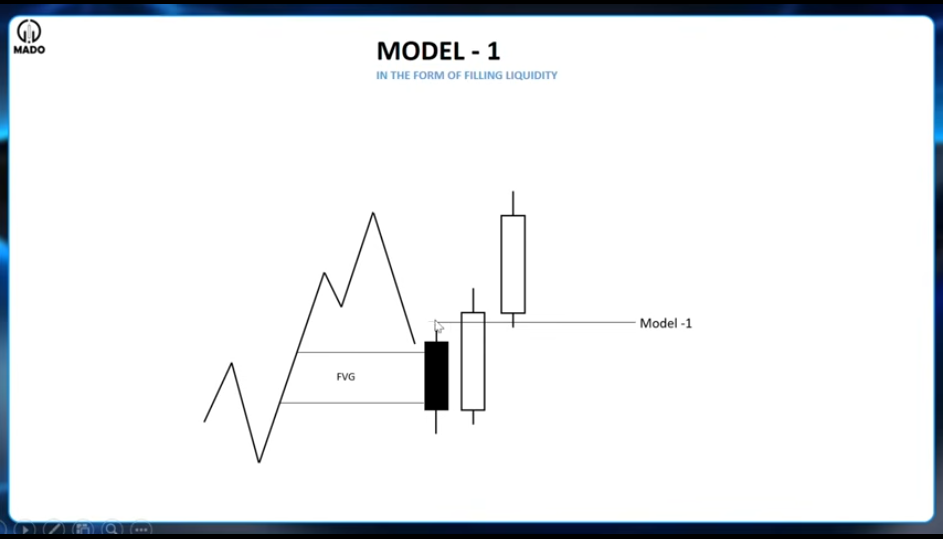 MADO
MODEL - 1
IN THE FORM OF FILLING LIQUIDITY
FVG
Model -1